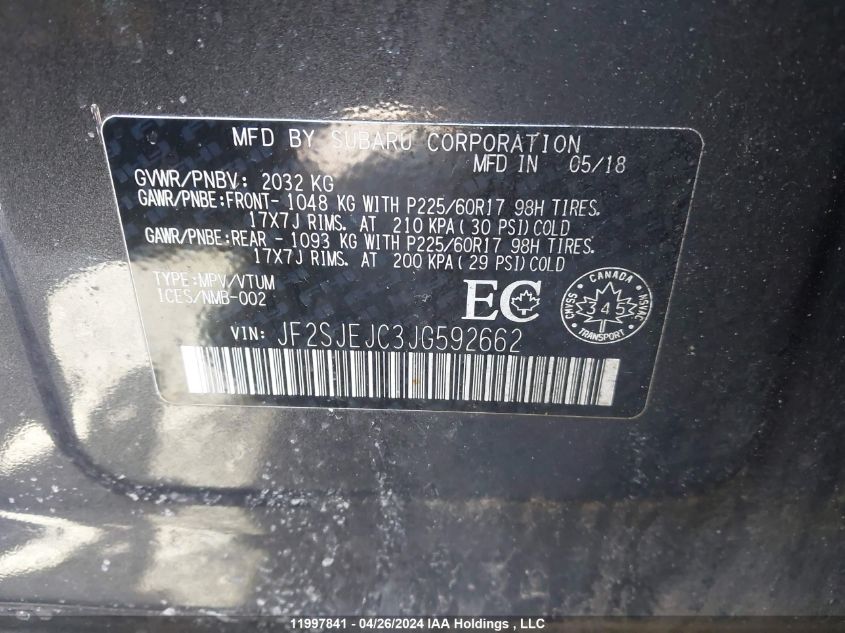 MFD BY SUBARU CORPORATION
MFD IN 05/18
GVWR/PNBV: 2032 KG
GAWR/PNBE:FRONT- 1048 KG WITH P225/60R17 98H TIRES.
17X7J RIMS. AT 210 KPA( 30 PSI)COLD
GAWR/PNBE:REAR - 1093 KG WITH P225/60R17 98H TIRES.
17X7J RIMS. AT 200 KPA( 29 PSI)COLD
TYPE:MPV/VTUM
ICES/NMB-002
EC
CANADA
CMVSS
NSVAC
345
TRANSPORT
VIN: JF2SJEJC3JG592662
11997841 - 04/26/2024 IAA Holdings , LLC